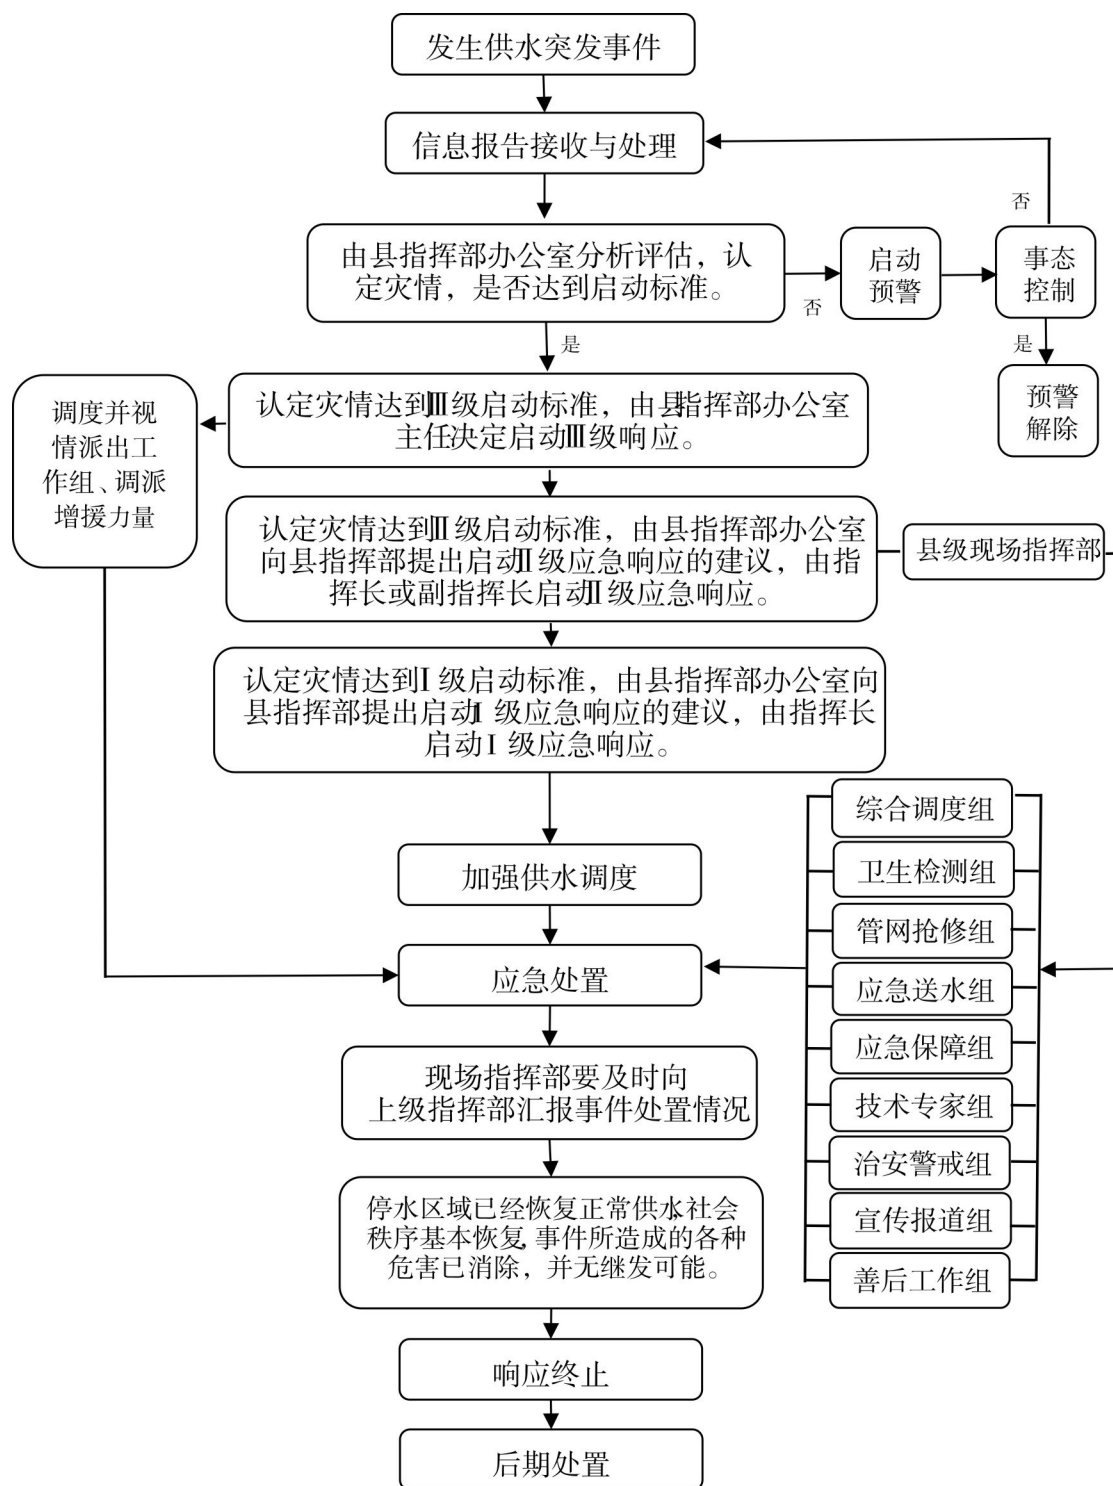 发生供水突发事件
信息报告接收与处理
否
由县指挥部办公室分析评估，认
定灾情，是否达到启动标准。
否
启动
预警
事态
控制
是
是
预警
解除
调度并视
情派出工
作组、调派
增援力量
认定灾情达到Ⅲ级启动标准，由县指挥部办公室
主任决定启动Ⅲ级响应。
认定灾情达到Ⅱ级启动标准，由县指挥部办公室
向县指挥部提出启动Ⅱ级应急响应的建议，由指
挥长或副指挥长启动Ⅱ级应急响应。
县级现场指挥部
认定灾情达到Ⅰ级启动标准，由县指挥部办公室向
县指挥部提出启动Ⅰ级应急响应的建议，由指挥长
启动Ⅰ级应急响应。
综合调度组
卫生检测组
管网抢修组
应急送水组
应急保障组
技术专家组
治安警戒组
宣传报道组
善后工作组
加强供水调度
应急处置
现场指挥部要及时向
上级指挥部汇报事件处置情况
停水区域已经恢复正常供水,社会
秩序基本恢复,事件所造成的各种
危害已消除，并无继发可能。
响应终止
后期处置